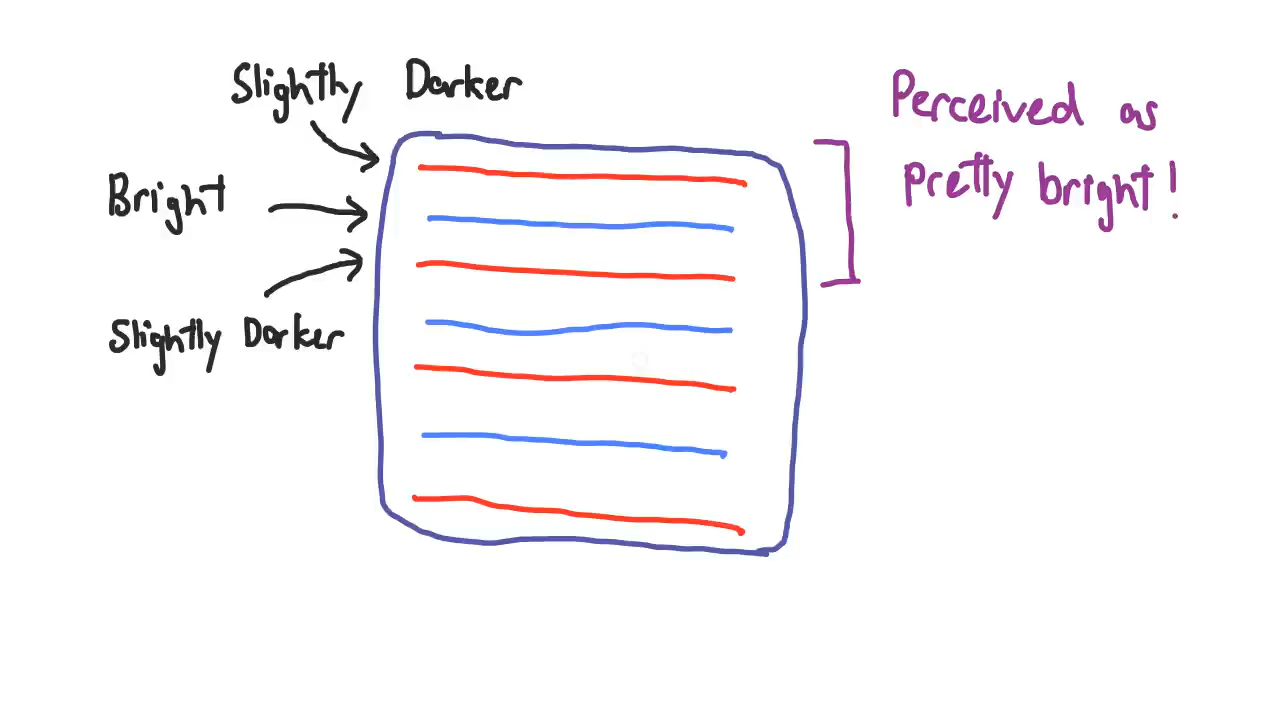 Slightly Darker
Bright
Slightly Darker
Perceived as
pretty bright!